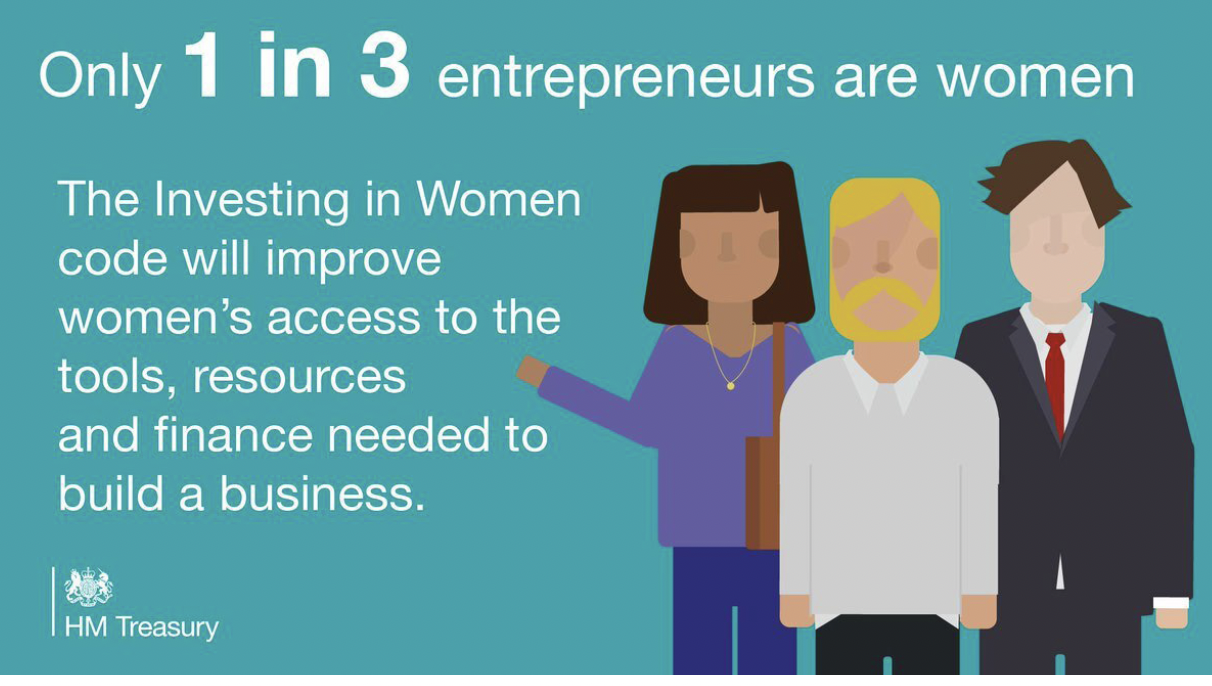 Only 1 in 3 entrepreneurs are women
The Investing in Women
code will improve
women’s access to the
tools, resources
and finance needed to
build a business.
HM Treasury